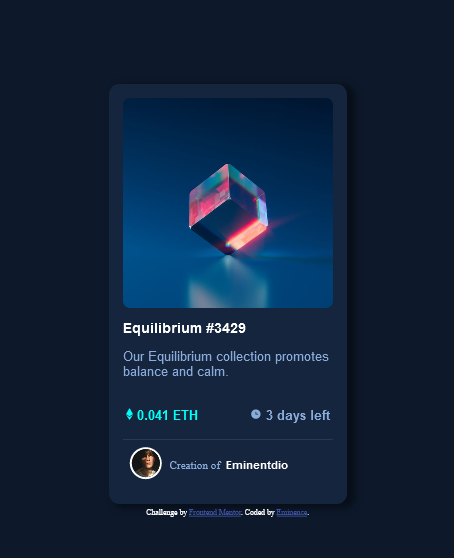 Equilibrium #3429
Our Equilibrium collection promotes
balance and calm.
0.041 ETH 3 days left
Creation of Eminentdio
Challenge by Frontend Mentor. Coded by Eminence.